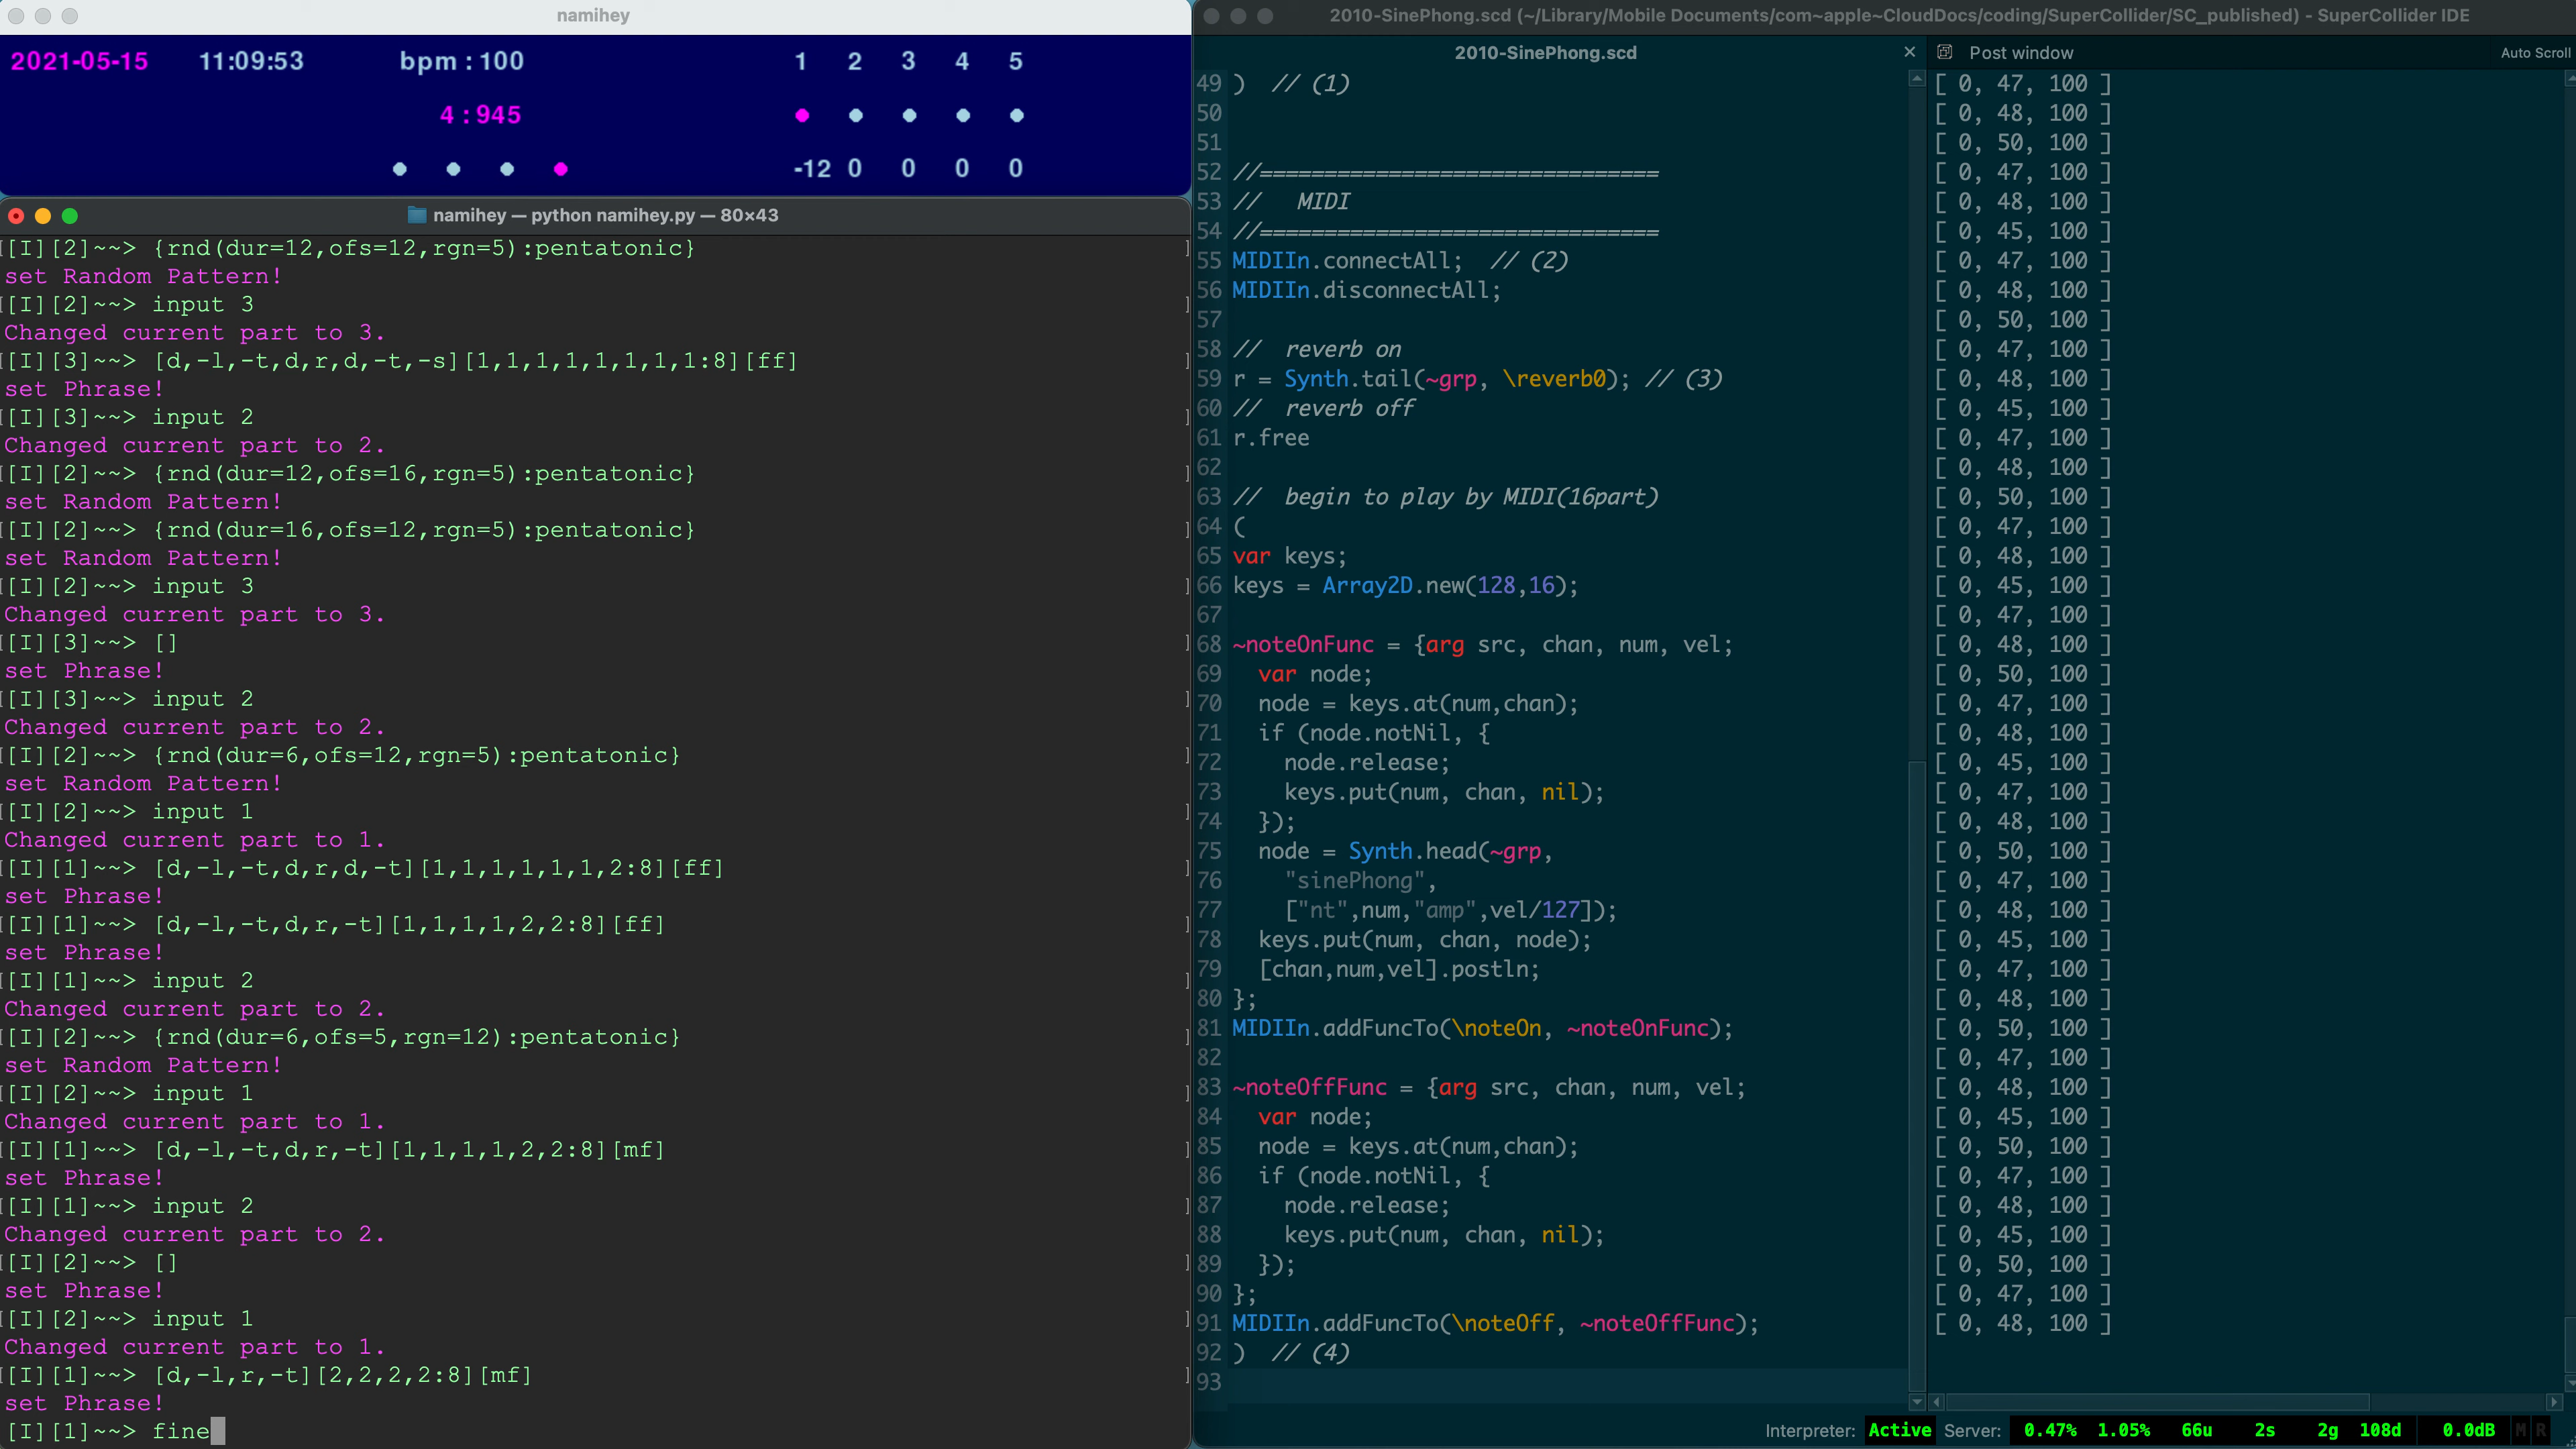 namihey
2021-05-15 11:09:53 bpm : 100 1 2 3 4 5
4 : 945
-12 0 0 0 0
namihey — python namihey.py — 80×43
[[I][2]~~> {rnd(dur=12,ofs=12,rgn=5):pentatonic} ]
set Random Pattern!
[[I][2]~~> input 3 ]
Changed current part to 3.
[[I][3]~~> [d,-l,-t,d,r,d,-t,-s][1,1,1,1,1,1,1,1:8][ff] ]
set Phrase!
[[I][3]~~> input 2 ]
Changed current part to 2.
[[I][2]~~> {rnd(dur=12,ofs=16,rgn=5):pentatonic} ]
set Random Pattern!
[[I][2]~~> {rnd(dur=16,ofs=12,rgn=5):pentatonic} ]
set Random Pattern!
[[I][2]~~> input 3 ]
Changed current part to 3.
[[I][3]~~> [] ]
set Phrase!
[[I][3]~~> input 2 ]
Changed current part to 2.
[[I][2]~~> {rnd(dur=6,ofs=12,rgn=5):pentatonic} ]
set Random Pattern!
[[I][2]~~> input 1 ]
Changed current part to 1.
[[I][1]~~> [d,-l,-t,d,r,d,-t][1,1,1,1,1,1,2:8][ff] ]
set Phrase!
[[I][1]~~> [d,-l,-t,d,r,-t][1,1,1,1,2,2:8][ff] ]
set Phrase!
[[I][1]~~> input 2 ]
Changed current part to 2.
[[I][2]~~> {rnd(dur=6,ofs=5,rgn=12):pentatonic} ]
set Random Pattern!
[[I][2]~~> input 1 ]
Changed current part to 1.
[[I][1]~~> [d,-l,-t,d,r,-t][1,1,1,1,2,2:8][mf] ]
set Phrase!
[[I][1]~~> input 2 ]
Changed current part to 2.
[[I][2]~~> [] ]
set Phrase!
[[I][2]~~> input 1 ]
Changed current part to 1.
[[I][1]~~> [d,-l,r,-t][2,2,2,2:8][mf] ]
set Phrase!
[I][1]~~> fine
2010-SinePhong.scd (~/Library/Mobile Documents/com~apple~CloudDocs/coding/SuperCollider/SC_published) - SuperCollider IDE
2010-SinePhong.scd ×
49 ) // (1)
50
51
52 //===============================
53 // MIDI
54 //===============================
55 MIDIIn.connectAll; // (2)
56 MIDIIn.disconnectAll;
57
58 // reverb on
59 r = Synth.tail(~grp, \reverb0); // (3)
60 // reverb off
61 r.free
62
63 // begin to play by MIDI(16part)
64 (
65 var keys;
66 keys = Array2D.new(128,16);
67
68 ~noteOnFunc = {arg src, chan, num, vel;
69 var node;
70 node = keys.at(num,chan);
71 if (node.notNil, {
72 node.release;
73 keys.put(num, chan, nil);
74 });
75 node = Synth.head(~grp,
76 "sinePhong",
77 ["nt",num,"amp",vel/127]);
78 keys.put(num, chan, node);
79 [chan,num,vel].postln;
80 };
81 MIDIIn.addFuncTo(\noteOn, ~noteOnFunc);
82
83 ~noteOffFunc = {arg src, chan, num, vel;
84 var node;
85 node = keys.at(num,chan);
86 if (node.notNil, {
87 node.release;
88 keys.put(num, chan, nil);
89 });
90 };
91 MIDIIn.addFuncTo(\noteOff, ~noteOffFunc);
92 ) // (4)
93
Post window Auto Scroll
[ 0, 47, 100 ]
[ 0, 48, 100 ]
[ 0, 50, 100 ]
[ 0, 47, 100 ]
[ 0, 48, 100 ]
[ 0, 45, 100 ]
[ 0, 47, 100 ]
[ 0, 48, 100 ]
[ 0, 50, 100 ]
[ 0, 47, 100 ]
[ 0, 48, 100 ]
[ 0, 45, 100 ]
[ 0, 47, 100 ]
[ 0, 48, 100 ]
[ 0, 50, 100 ]
[ 0, 47, 100 ]
[ 0, 48, 100 ]
[ 0, 45, 100 ]
[ 0, 47, 100 ]
[ 0, 48, 100 ]
[ 0, 50, 100 ]
[ 0, 47, 100 ]
[ 0, 48, 100 ]
[ 0, 45, 100 ]
[ 0, 47, 100 ]
[ 0, 48, 100 ]
[ 0, 50, 100 ]
[ 0, 47, 100 ]
[ 0, 48, 100 ]
[ 0, 45, 100 ]
[ 0, 47, 100 ]
[ 0, 48, 100 ]
[ 0, 50, 100 ]
[ 0, 47, 100 ]
[ 0, 48, 100 ]
[ 0, 45, 100 ]
[ 0, 50, 100 ]
[ 0, 47, 100 ]
[ 0, 48, 100 ]
[ 0, 45, 100 ]
[ 0, 50, 100 ]
[ 0, 47, 100 ]
[ 0, 48, 100 ]
Interpreter: Active Server: 0.47% 1.05% 66u 2s 2g 108d 0.0dB M R